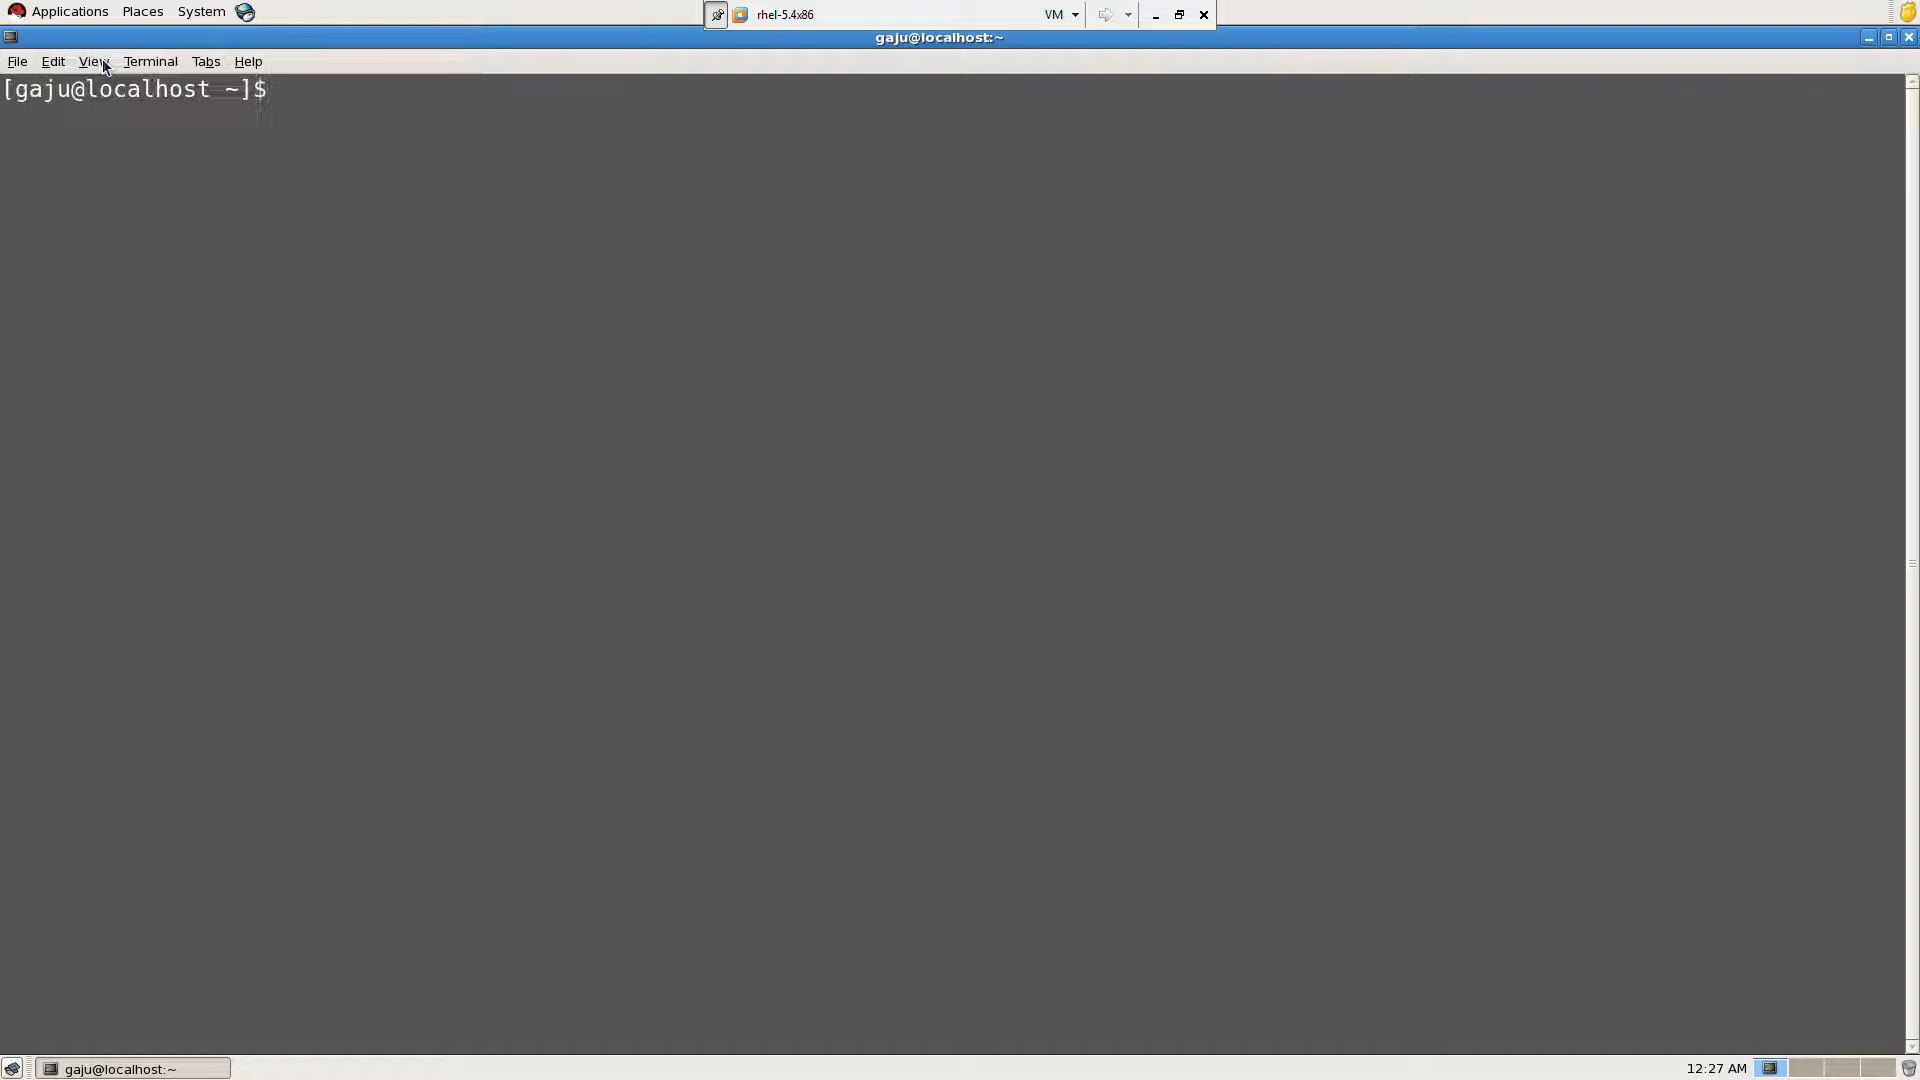 Applications Places System
rhel-5.4x86 VM
gaju@localhost:~
File Edit View Terminal Tabs Help
[gaju@localhost ~]$
gaju@localhost:~
12:27 AM